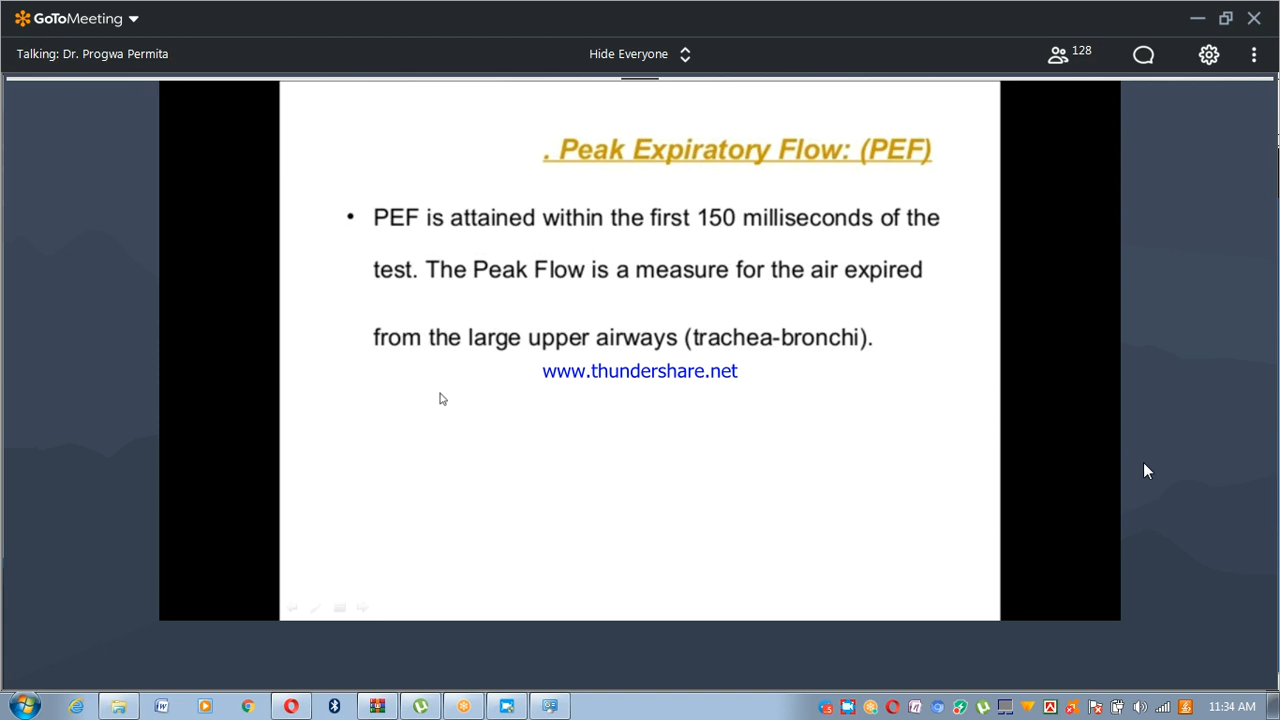 GoToMeeting
Talking: Dr. Progwa Permita
Hide Everyone
128
. Peak Expiratory Flow: (PEF)
• PEF is attained within the first 150 milliseconds of the
test. The Peak Flow is a measure for the air expired
from the large upper airways (trachea-bronchi).
www.thundershare.net
11:34 AM